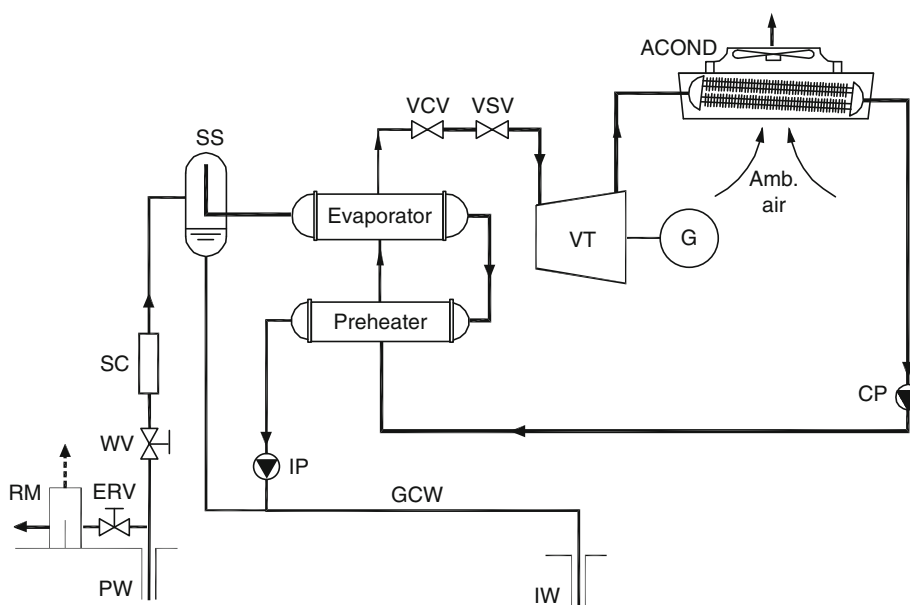 ACOND
VCV
VSV
SS
Evaporator
Amb.
air
VT
G
Preheater
SC
CP
WV
IP
RM
ERV
GCW
PW
IW